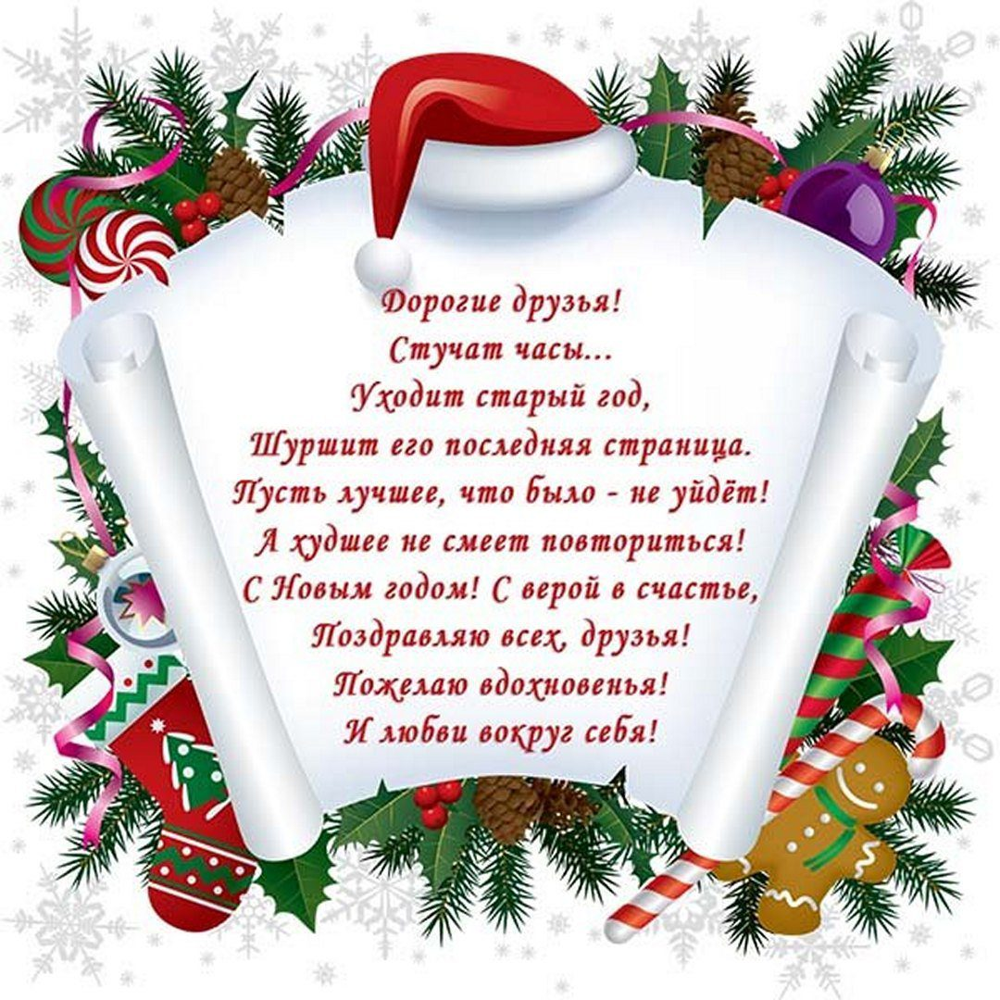 Дорогие друзья!
Стучат часы...
Уходит старый год,
Шуршит его последняя страница.
Пусть лучшее, что было - не уйдёт!
А худшее не смеет повториться!
С Новым годом! С верой в счастье,
Поздравляю всех, друзья!
Пожелаю вдохновенья!
И любви вокруг себя!